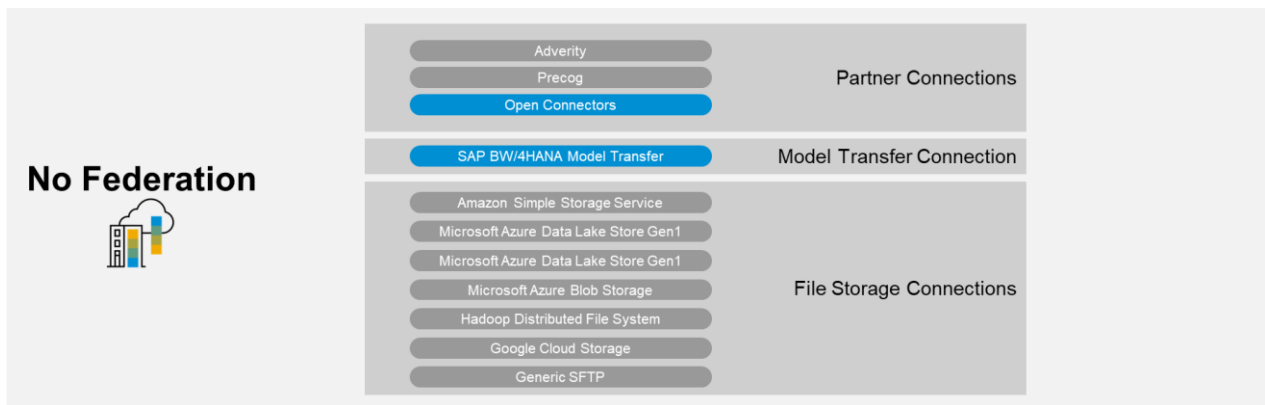 No Federation
Adverity
Precog
Open Connectors
Partner Connections
SAP BW/4HANA Model Transfer
Model Transfer Connection
Amazon Simple Storage Service
Microsoft Azure Data Lake Store Gen1
Microsoft Azure Data Lake Store Gen1
Microsoft Azure Blob Storage
Hadoop Distributed File System
Google Cloud Storage
Generic SFTP
File Storage Connections